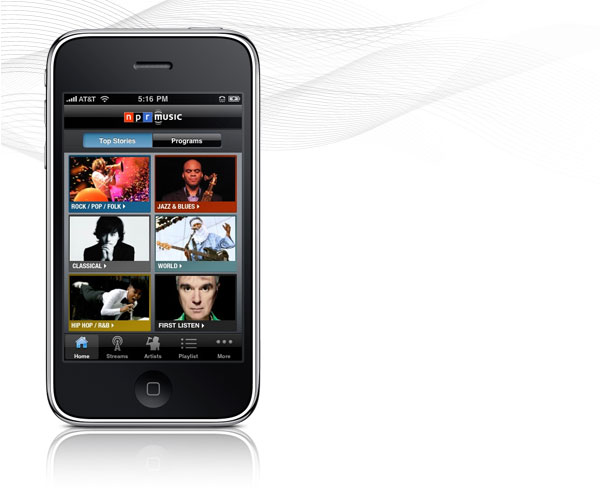 AT&T 5:16 PM
npr music
Top Stories Programs
ROCK / POP / FOLK JAZZ & BLUES
CLASSICAL WORLD
HIP HOP / R&B FIRST LISTEN
Home Streams Artists Playlist More